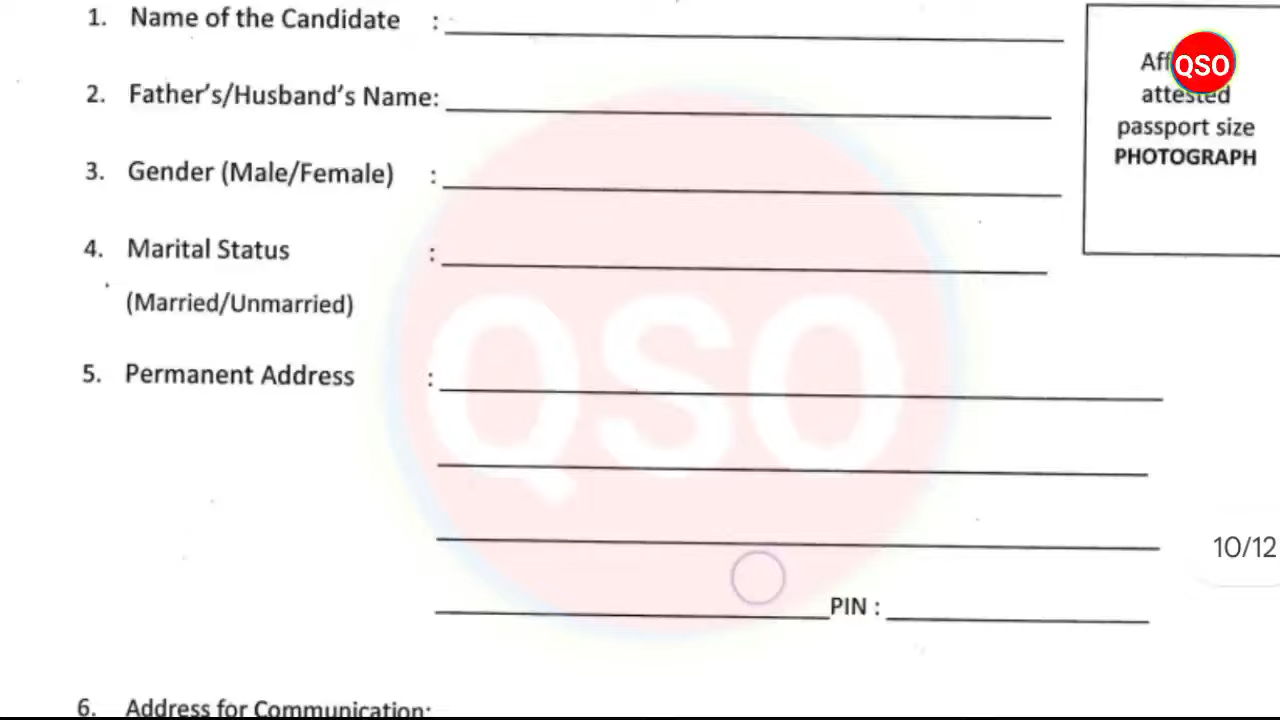 1. Name of the Candidate :
2. Father's/Husband's Name:
3. Gender (Male/Female) :
4. Marital Status :
(Married/Unmarried)
5. Permanent Address :
PIN :
6. Address for Communication:
attested
passport size
PHOTOGRAPH
QSO
QSO
10/12